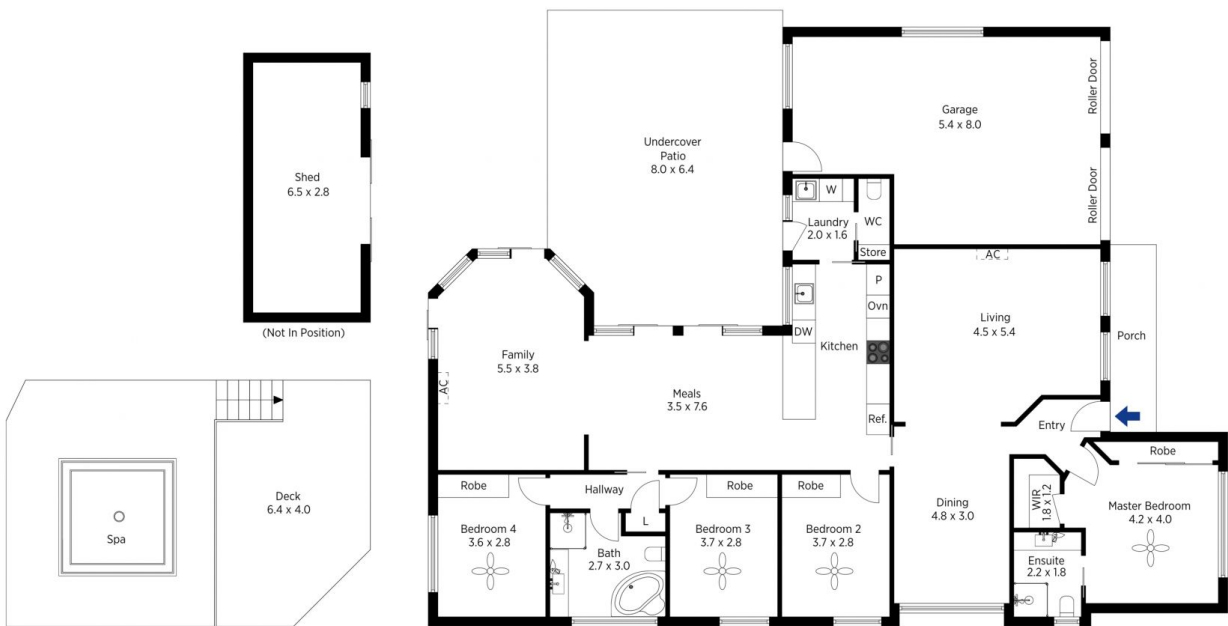 Shed
6.5 x 2.8
(Not In Position)
Undercover
Patio
8.0 x 6.4
Garage
5.4 x 8.0
Roller Door
Roller Door
W
Laundry
2.0 x 1.6
WC
Store
P
Ovn
DW
Kitchen
Ref.
AC
Living
4.5 x 5.4
Porch
Family
5.5 x 3.8
AC
Meals
3.5 x 7.6
Entry
Robe
Spa
Deck
6.4 x 4.0
Robe
Hallway
Robe
Robe
L
Bedroom 4
3.6 x 2.8
Bath
2.7 x 3.0
Bedroom 3
3.7 x 2.8
Bedroom 2
3.7 x 2.8
Dining
4.8 x 3.0
WIR
1.8 x 1.2
Master Bedroom
4.2 x 4.0
Ensuite
2.2 x 1.8